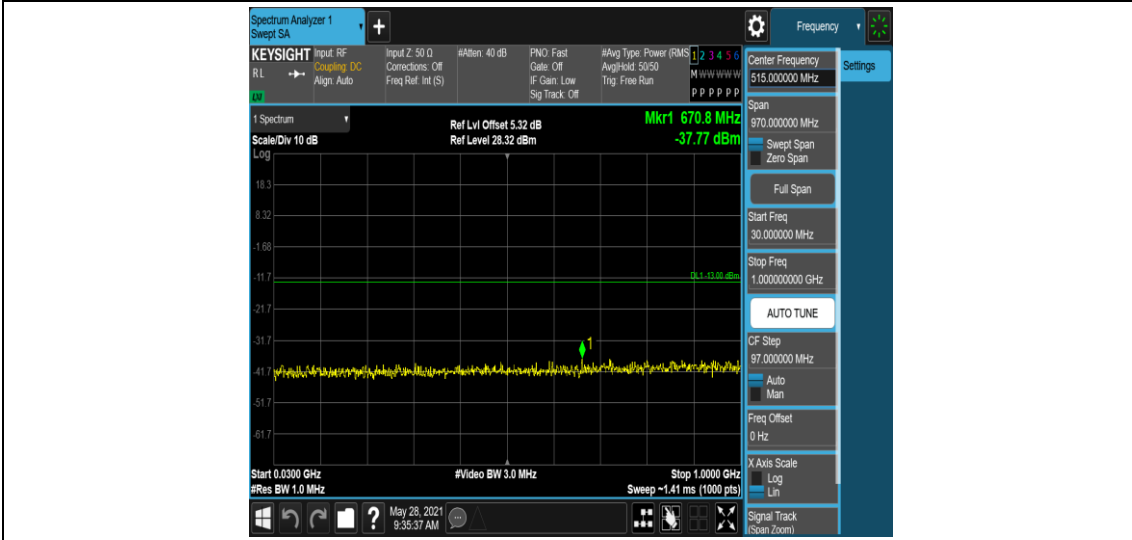 Spectrum Analyzer 1
Swept SA
+
Frequency
KEYSIGHT
RL
Input: RF
Coupling: DC
Align: Auto
Input Z: 50 Ω
Corrections: Off
Freq Ref: Int (S)
#Atten: 40 dB
PNO: Fast
Gate: Off
IF Gain: Low
Sig Track: Off
#Avg Type: Power (RMS
Avg|Hold: 50/50
Trig: Free Run
1 2 3 4 5 6
M W W W W W
P P P P P P
1 Spectrum
Scale/Div 10 dB
Log
Ref Lvl Offset 5.32 dB
Ref Level 28.32 dBm
Mkr1 670.8 MHz
-37.77 dBm
18.3
8.32
-1.68
-11.7
DL1 -13.00 dBm
-21.7
-31.7
1
-41.7
-51.7
-61.7
Start 0.0300 GHz
#Res BW 1.0 MHz
#Video BW 3.0 MHz
Stop 1.0000 GHz
Sweep ~1.41 ms (1000 pts)
?
May 28, 2021
9:35:37 AM
Center Frequency
515.000000 MHz
Settings
Span
970.000000 MHz
Swept Span
Zero Span
Full Span
Start Freq
30.000000 MHz
Stop Freq
1.000000000 GHz
AUTO TUNE
CF Step
97.000000 MHz
Auto
Man
Freq Offset
0 Hz
X Axis Scale
Log
Lin
Signal Track
(Span Zoom)